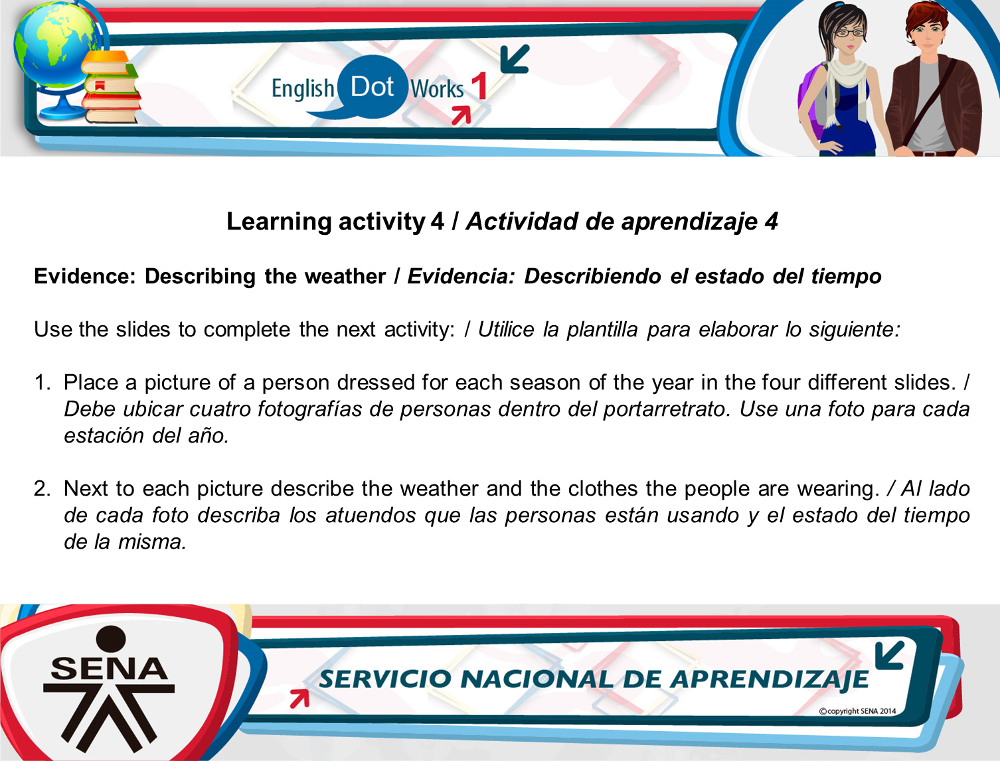 English Dot Works 1
Learning activity 4 / Actividad de aprendizaje 4
Evidence: Describing the weather / Evidencia: Describiendo el estado del tiempo
Use the slides to complete the next activity: / Utilice la plantilla para elaborar lo siguiente:
1. Place a picture of a person dressed for each season of the year in the four different slides. /
Debe ubicar cuatro fotografías de personas dentro del portarretrato. Use una foto para cada
estación del año.
2. Next to each picture describe the weather and the clothes the people are wearing. / Al lado
de cada foto describa los atuendos que las personas están usando y el estado del tiempo
de la misma.
SENA
SERVICIO NACIONAL DE APRENDIZAJE
©copyright SENA 2014